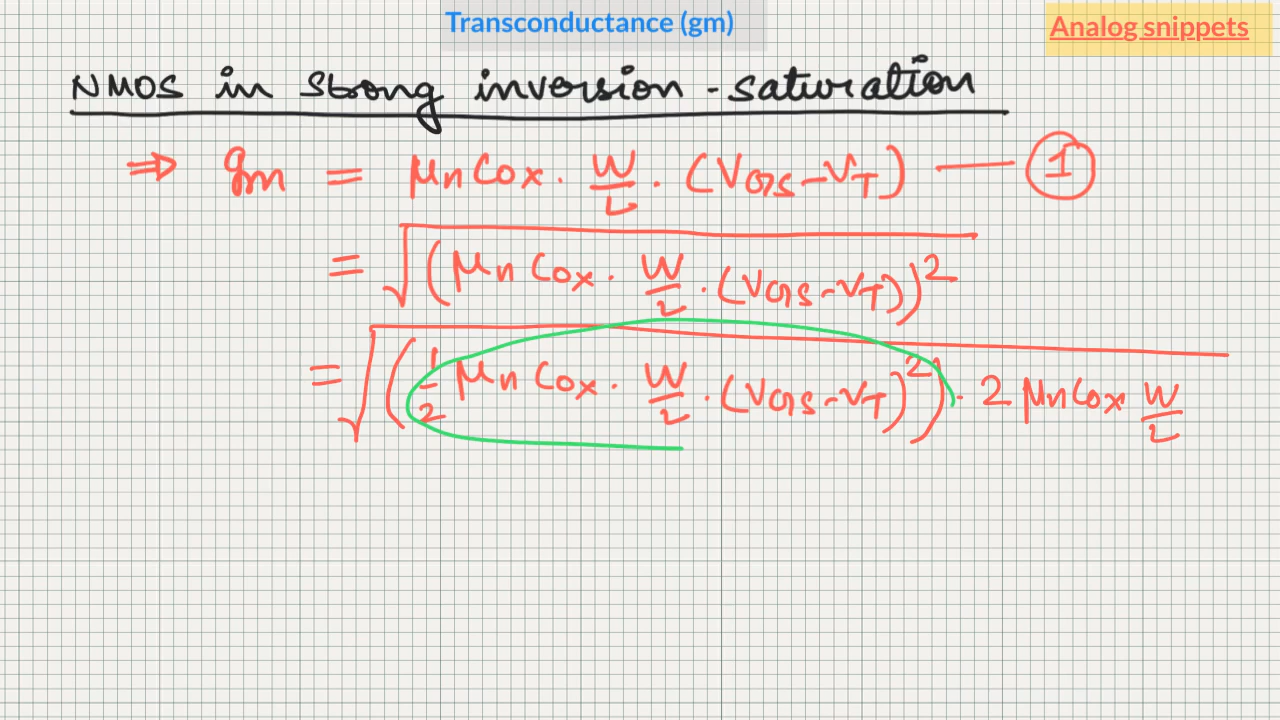 Transconductance (gm)
Analog snippets
NMOS in strong inversion - saturation
⇒ gm = μnCox · W/L · (VGS - VT) — ①
= √(μnCox · W/L · (VGS - VT))²
= √((1/2 μnCox · W/L · (VGS - VT)²) · 2 μnCox W/L